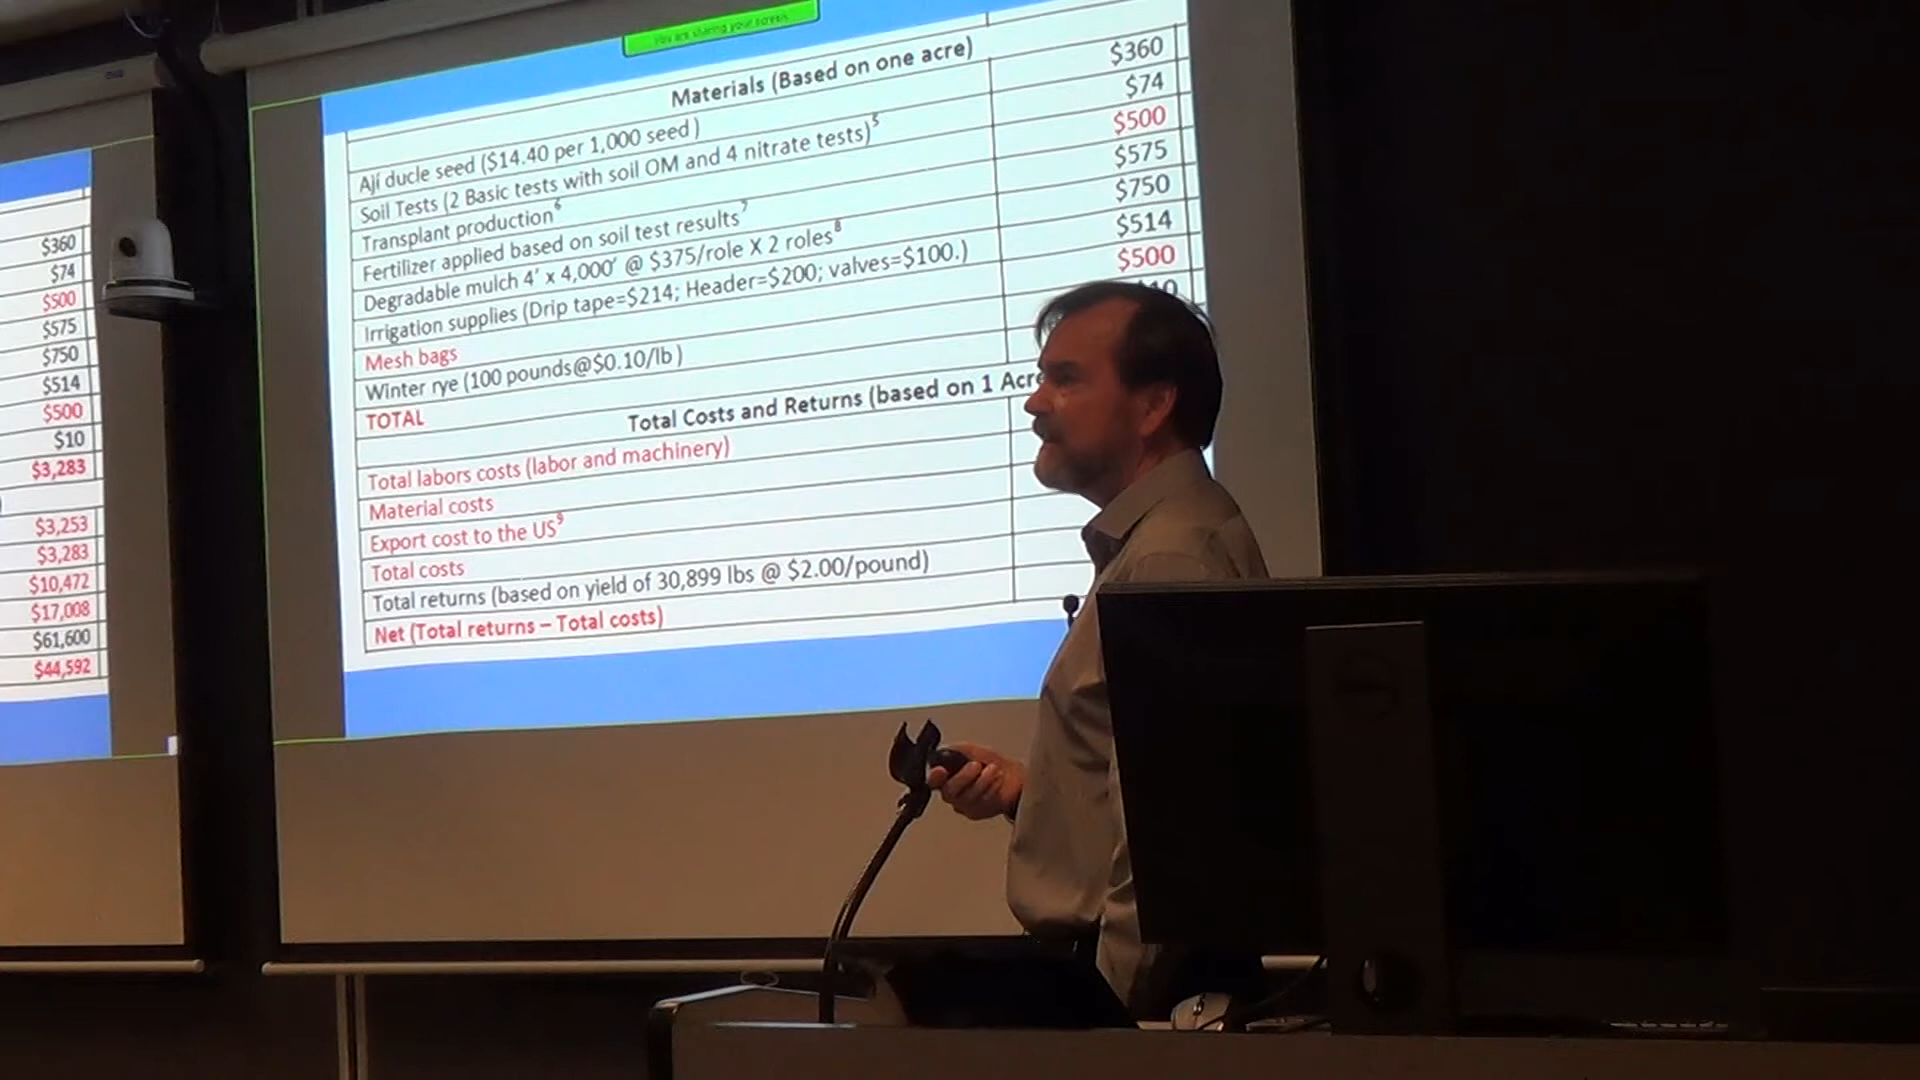 You are sharing your screen
Materials (Based on one acre)
Ají ducle seed ($14.40 per 1,000 seed) $360
Soil Tests (2 Basic tests with soil OM and 4 nitrate tests)⁵ $74
Transplant production⁶ $500
Fertilizer applied based on soil test results⁷ $575
Degradable mulch 4' x 4,000' @ $375/role X 2 roles⁸ $750
Irrigation supplies (Drip tape=$214; Header=$200; valves=$100.) $514
Mesh bags $500
Winter rye (100 pounds@$0.10/lb)
TOTAL
Total Costs and Returns (based on 1 Acre
Total labors costs (labor and machinery)
Material costs
Export cost to the US⁹
Total costs
Total returns (based on yield of 30,899 lbs @ $2.00/pound)
Net (Total returns – Total costs)
$360
$74
$500
$575
$750
$514
$500
$10
$3,283
)
$3,253
$3,283
$10,472
$17,008
$61,600
$44,592